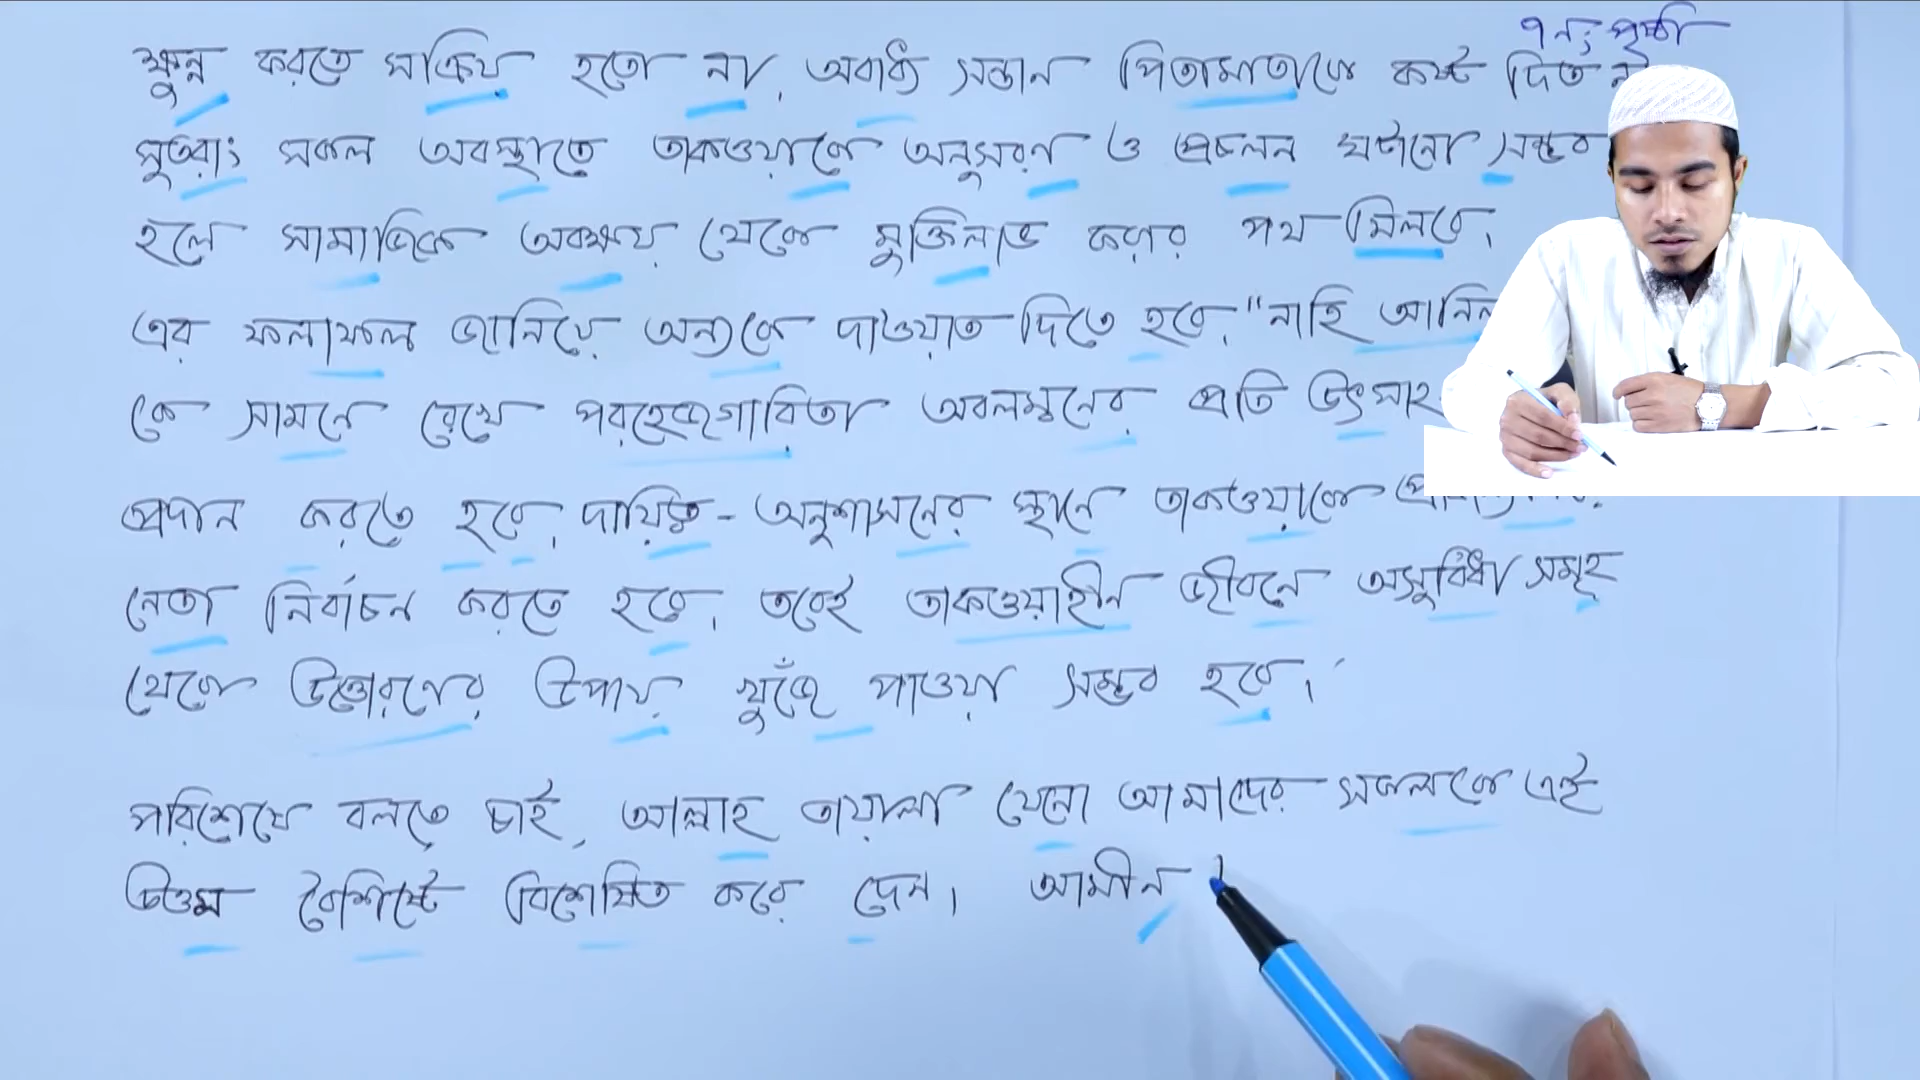 ৭ নং পৃষ্ঠা
ক্ষুন্ন করতে সক্রিয় হতো না, অবাধ্য সন্তান পিতামাতাকে কষ্ট দিত
সুতরাং সকল অবস্থাতে তাকওয়াকে অনুসরণ ও প্রচলন ঘটানো সম্ভব
হলে সামাজিক অবক্ষয় থেকে মুক্তিলাভ করার পথ মিলবে।
এর ফলাফল জানিয়ে অন্যকে দাওয়াত দিতে হবে। "নাহি আনিল
কে সামনে রেখে পরহেজগারিতা অবলম্বনের প্রতি উৎসাহ
প্রদান করতে হবে। দায়িত্ব - অনুশাসনের স্থানে তাকওয়াকে
নেতা নির্বাচন করতে হবে। তবেই তাকওয়াহীন জীবনে অসুবিধা সমূহ
থেকে উত্তোরণের উপায় খুঁজে পাওয়া সম্ভব হবে।
পরিশেষে বলতে চাই, আল্লাহ তায়ালা যেনো আমাদের সকলকে এই
উত্তম বৈশিষ্টে বিশেষিত করে দেন। আমীন